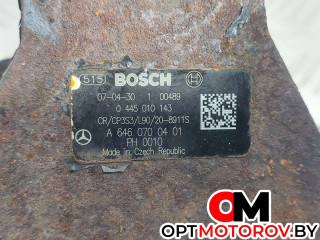 515 BOSCH
07-04-30 1 00489
0 445 010 143
CR/CP3S3/L90/20-8911S
A 646 070 04 01
PH 0010
Made in Czech Republic
MOTORLAND.BY